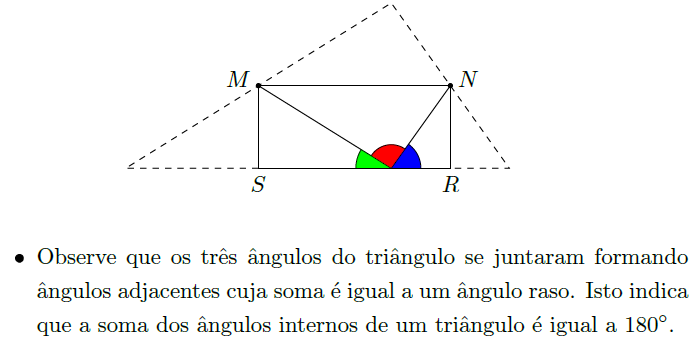 M
N
S
R
• Observe que os três ângulos do triângulo se juntaram formando
ângulos adjacentes cuja soma é igual a um ângulo raso. Isto indica
que a soma dos ângulos internos de um triângulo é igual a 180°.